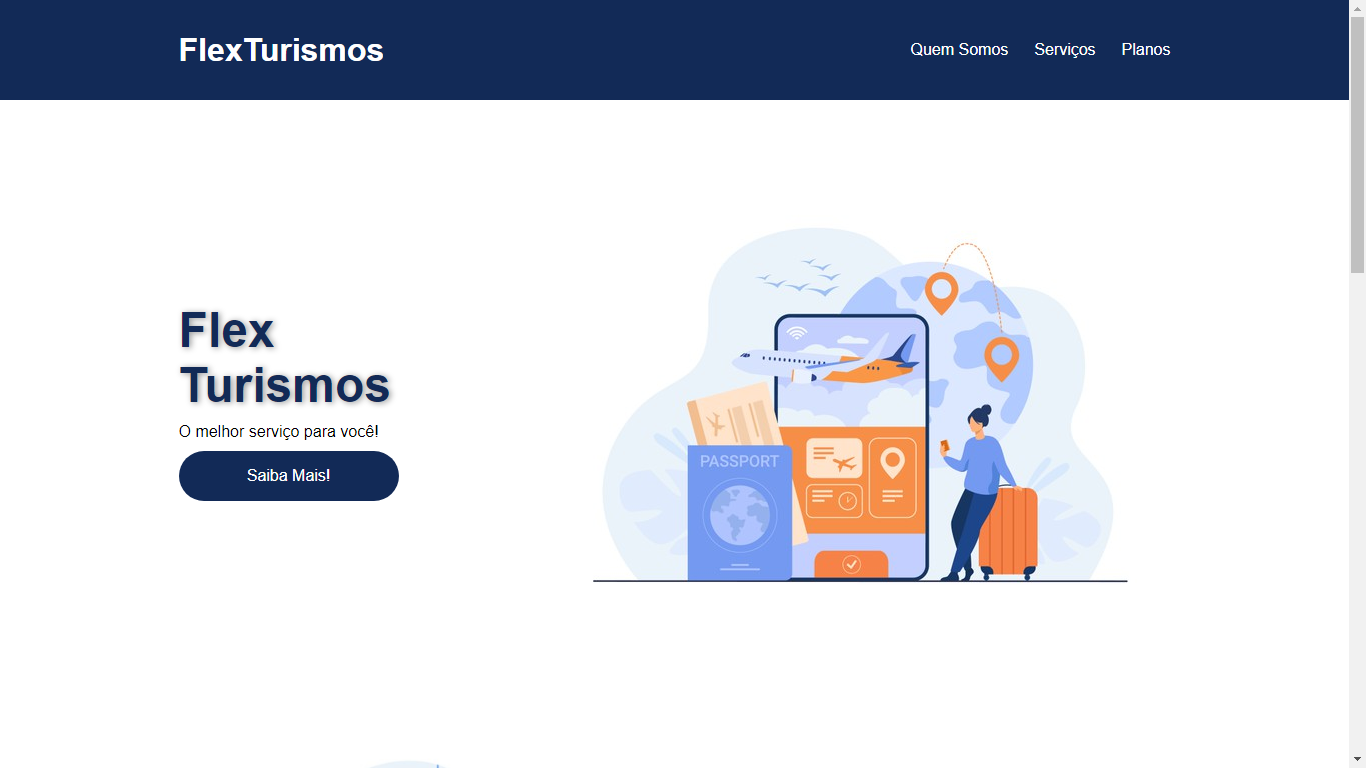 FlexTurismos
Quem Somos Serviços Planos
Flex
Turismos
O melhor serviço para você!
Saiba Mais!
PASSPORT